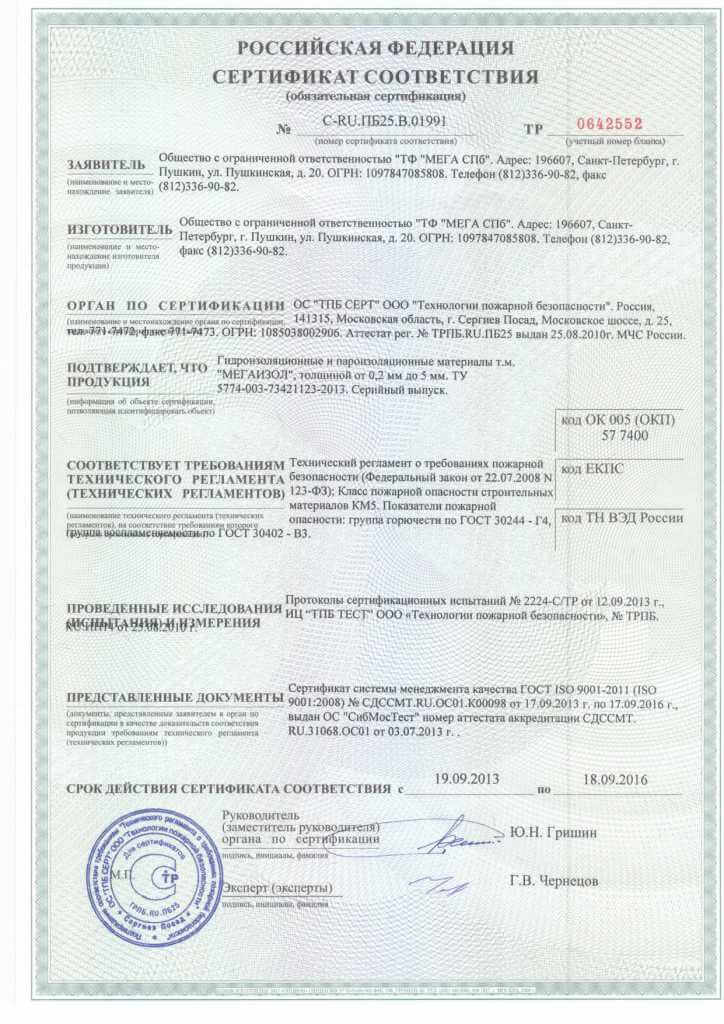 РОССИЙСКАЯ ФЕДЕРАЦИЯ
СЕРТИФИКАТ СООТВЕТСТВИЯ
(обязательная сертификация)
№ C-RU.ПБ25.В.01991
(номер сертификата соответствия)
ТР 0642552
(учетный номер бланка)
ЗАЯВИТЕЛЬ
(наименование и место-
нахождение заявителя)
Общество с ограниченной ответственностью "ТФ "МЕГА СПб". Адрес: 196607, Санкт-Петербург, г.
Пушкин, ул. Пушкинская, д. 20. ОГРН: 1097847085808. Телефон (812)336-90-82, факс
(812)336-90-82.
ИЗГОТОВИТЕЛЬ
(наименование и место-
нахождение изготовителя
продукции)
Общество с ограниченной ответственностью "ТФ "МЕГА СПб". Адрес: 196607, Санкт-
Петербург, г. Пушкин, ул. Пушкинская, д. 20. ОГРН: 1097847085808. Телефон (812)336-90-82,
факс (812)336-90-82.
ОРГАН ПО СЕРТИФИКАЦИИ
(наименование и местонахождение органа по сертификации,
ОС "ТПБ СЕРТ" ООО "Технологии пожарной безопасности". Россия,
141315, Московская область, г. Сергиев Посад, Московское шоссе, д. 25,
тел. 771-7472, факс 771-7473. ОГРН: 1085038002906. Аттестат рег. № ТРПБ.RU.ПБ25 выдан 25.08.2010г. МЧС России.
ПОДТВЕРЖДАЕТ, ЧТО
ПРОДУКЦИЯ
(информация об объекте сертификации,
позволяющая идентифицировать объект)
Гидроизоляционные и пароизоляционные материалы т.м.
"МЕГАИЗОЛ", толщиной от 0,2 мм до 5 мм. ТУ
5774-003-73421123-2013. Серийный выпуск.
код ОК 005 (ОКП)
57 7400
СООТВЕТСТВУЕТ ТРЕБОВАНИЯМ
ТЕХНИЧЕСКОГО РЕГЛАМЕНТА
(ТЕХНИЧЕСКИХ РЕГЛАМЕНТОВ)
(наименование технического регламента (технических
регламентов), на соответствие требованиям которого
Технический регламент о требованиях пожарной
безопасности (Федеральный закон от 22.07.2008 N
123-ФЗ); Класс пожарной опасности строительных
материалов КМ5. Показатели пожарной
опасности: группа горючести по ГОСТ 30244 - Г4,
группа воспламеняемости по ГОСТ 30402 - В3.
код ЕКПС
код ТН ВЭД России
ПРОВЕДЕННЫЕ ИССЛЕДОВАНИЯ
(ИСПЫТАНИЯ) И ИЗМЕРЕНИЯ
Протоколы сертификационных испытаний № 2224-С/ТР от 12.09.2013 г.,
ИЦ "ТПБ ТЕСТ" ООО «Технологии пожарной безопасности», № ТРПБ.
от 25.08.2010 г.
ПРЕДСТАВЛЕННЫЕ ДОКУМЕНТЫ
(документы, представленные заявителем в орган по
сертификации в качестве доказательств соответствия
продукции требованиям технического регламента
(технических регламентов))
Сертификат системы менеджмента качества ГОСТ ISO 9001-2011 (ISO
9001:2008) № СДССМТ.RU.ОС01.К00098 от 17.09.2013 г. по 17.09.2016 г.,
выдан ОС "СибМосТест" номер аттестата аккредитации СДССМТ.
RU.31068.ОС01 от 03.07.2013 г. .
СРОК ДЕЙСТВИЯ СЕРТИФИКАТА СООТВЕТСТВИЯ с 19.09.2013 по 18.09.2016
Руководитель
(заместитель руководителя)
органа по сертификации
подпись, инициалы, фамилия
Ю.Н. Гришин
М.П.
Эксперт (эксперты)
подпись, инициалы, фамилия
Г.В. Чернецов
ОС "ТПБ СЕРТ" ООО "Технологии пожарной безопасности"
Для сертификатов
СТР
ТРПБ.RU.ПБ25
Сергиев Посад